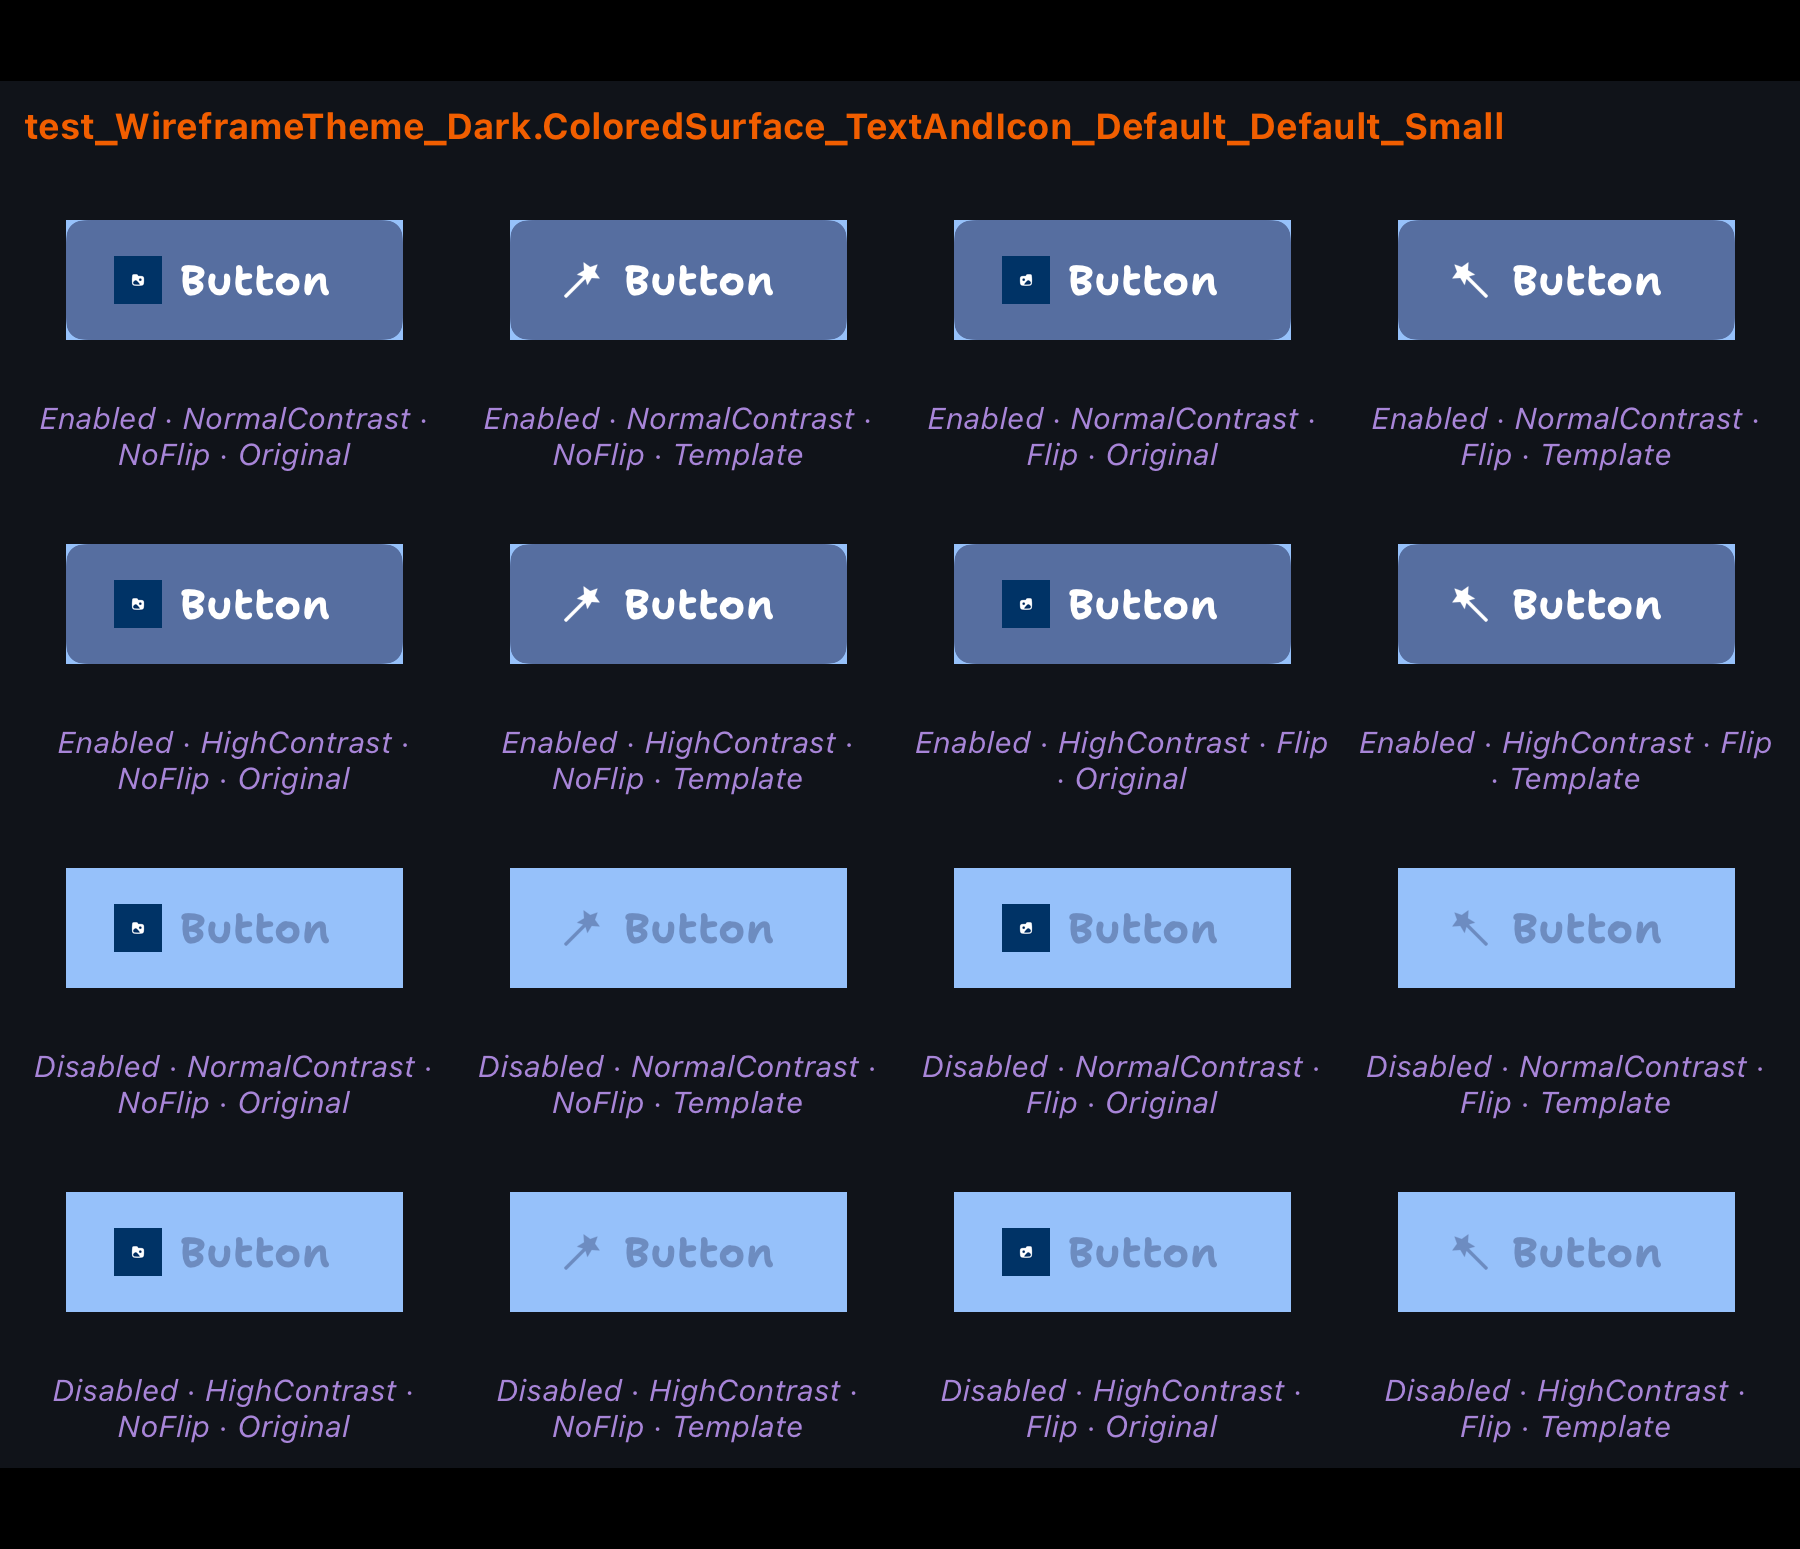 test_WireframeTheme_Dark.ColoredSurface_TextAndIcon_Default_Default_Small
Button Button Button Button
Enabled · NormalContrast · Enabled · NormalContrast · Enabled · NormalContrast · Enabled · NormalContrast ·
NoFlip · Original NoFlip · Template Flip · Original Flip · Template
Button Button Button Button
Enabled · HighContrast · Enabled · HighContrast · Enabled · HighContrast · Flip Enabled · HighContrast · Flip
NoFlip · Original NoFlip · Template · Original · Template
Button Button Button Button
Disabled · NormalContrast · Disabled · NormalContrast · Disabled · NormalContrast · Disabled · NormalContrast ·
NoFlip · Original NoFlip · Template Flip · Original Flip · Template
Button Button Button Button
Disabled · HighContrast · Disabled · HighContrast · Disabled · HighContrast · Disabled · HighContrast ·
NoFlip · Original NoFlip · Template Flip · Original Flip · Template